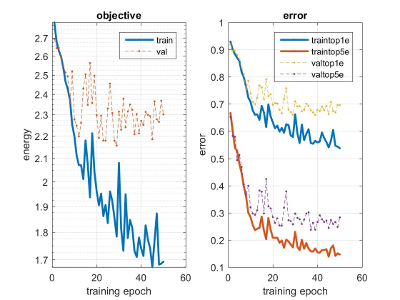 objective
train
val
energy
2.7
2.6
2.5
2.4
2.3
2.2
2.1
2
1.9
1.8
1.7
0
20
40
60
training epoch
error
traintop1e
traintop5e
valtop1e
valtop5e
error
1
0.9
0.8
0.7
0.6
0.5
0.4
0.3
0.2
0.1
0
20
40
60
training epoch